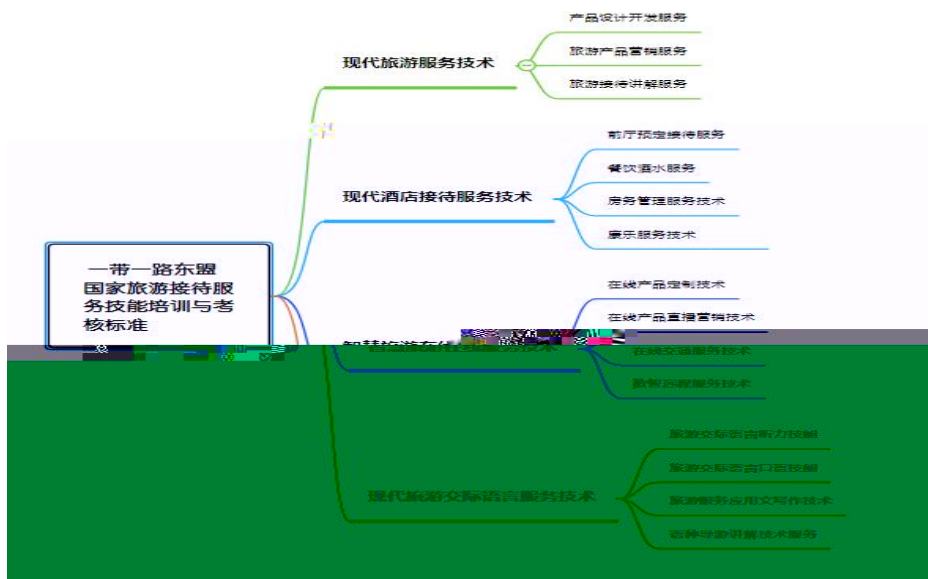 现代旅游服务技术
产品设计开发服务
旅游产品营销服务
旅游接待讲解服务
现代酒店接待服务技术
前厅预定接待服务
餐饮酒水服务
房务管理服务技术
康乐服务技术
一带一路东盟
国家旅游接待服
务技能培训与考
核标准
在线产品定制技术
在线产品直播营销技术
在线交通服务技术
数智远程服务技术
现代旅游交际语言服务技术
旅游交际语言听力技能
旅游交际语言口语技能
旅游服务应用文写作技术
语种导游讲解技术服务